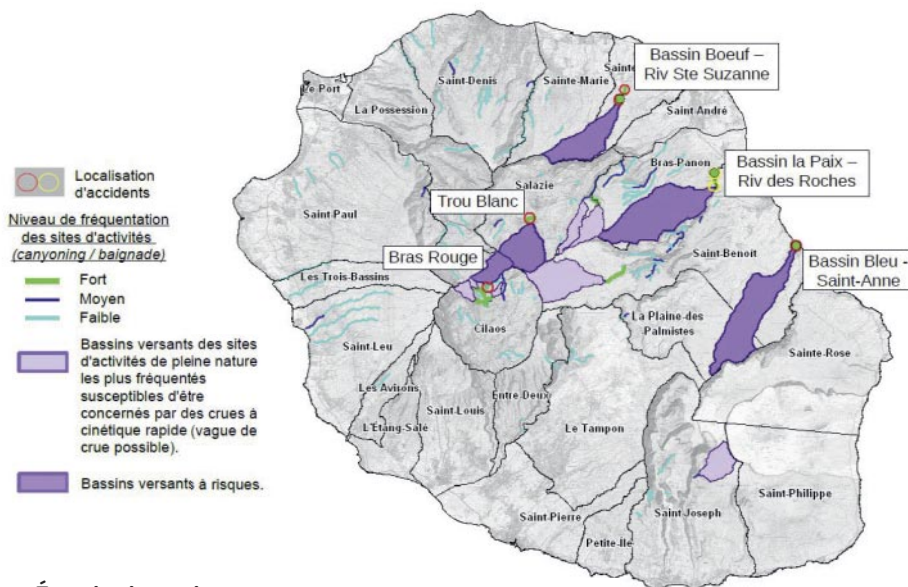 Bassin Boeuf –
Riv Ste Suzanne
Saint-Denis
Sainte-Marie
Sainte
Le Port
La Possession
Saint-André
Bras-Panon
Bassin la Paix –
Riv des Roches
Localisation
d'accidents
Salazie
Trou Blanc
Saint-Paul
Niveau de fréquentation
des sites d'activités
(canyoning / baignade)
Bras Rouge
Saint-Benoit
Bassin Bleu -
Saint-Anne
Les Trois-Bassins
Fort
Moyen
Faible
Cilaos
La Plaine-des
Palmistes
Saint-Leu
Sainte-Rose
Bassins versants des sites
d'activités de pleine nature
les plus fréquentés
susceptibles d'être
concernés par des crues à
cinétique rapide (vague de
crue possible).
Les Avirons
Saint-Louis
Entre-Deux
L'Etang-Salé
Le Tampon
Bassins versants à risques.
Saint-Philippe
Saint-Joseph
Saint-Pierre
Petite-Ile